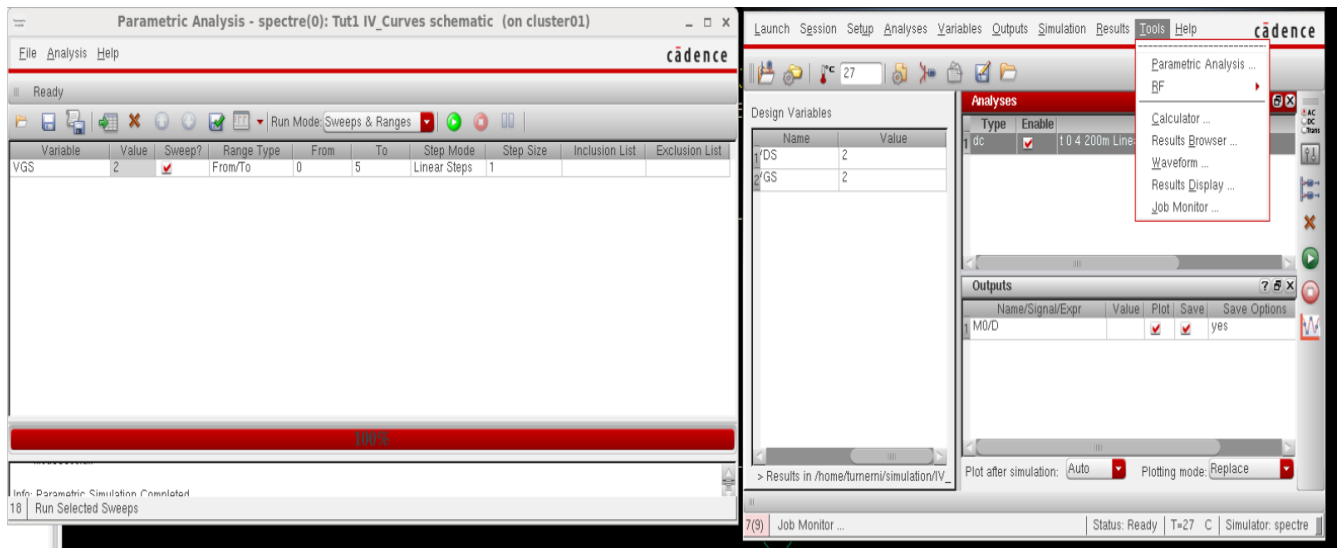 Parametric Analysis - spectre(0): Tut1 IV_Curves schematic (on cluster01)
File Analysis Help
cādence
Ready
Run Mode: Sweeps & Ranges
Variable Value Sweep? Range Type From To Step Mode Step Size Inclusion List Exclusion List
VGS 2 From/To 0 5 Linear Steps 1
100%
Info: Parametric Simulation Completed
18 Run Selected Sweeps
Launch Session Setup Analyses Variables Outputs Simulation Results Tools Help
cādence
°C 27
Parametric Analysis ...
RF
Calculator ...
Results Browser ...
Waveform ...
Results Display ...
Job Monitor ...
Design Variables
Name Value
1 VDS 2
2 VGS 2
> Results in /home/turnerni/simulation/IV_
Analyses
Type Enable
1 dc t 0 4 200m Line
AC
DC
Trans
Outputs
Name/Signal/Expr Value Plot Save Save Options
1 M0/D yes
Plot after simulation: Auto Plotting mode: Replace
7(9) Job Monitor ... Status: Ready T=27 C Simulator: spectre